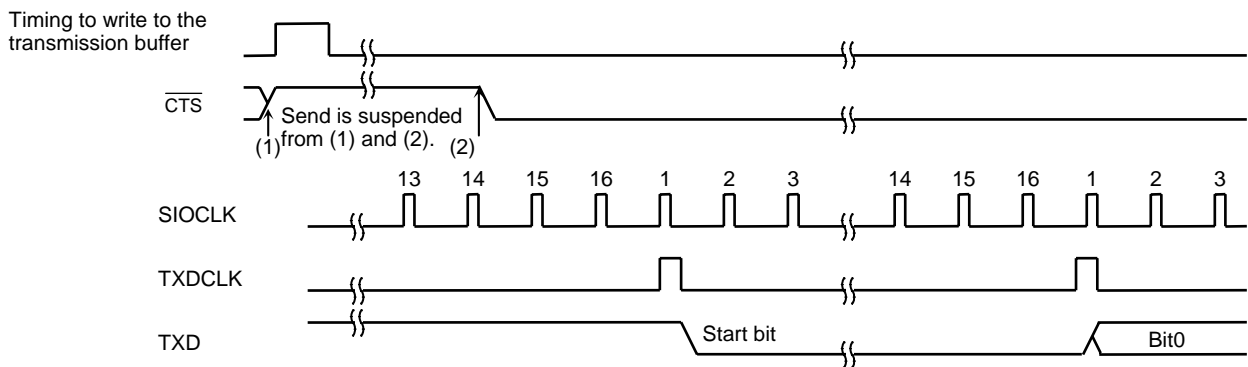 Timing to write to the
transmission buffer
CTS
Send is suspended
from (1) and (2).
(1)
(2)
13 14 15 16 1 2 3 14 15 16 1 2 3
SIOCLK
TXDCLK
TXD
Start bit
Bit0